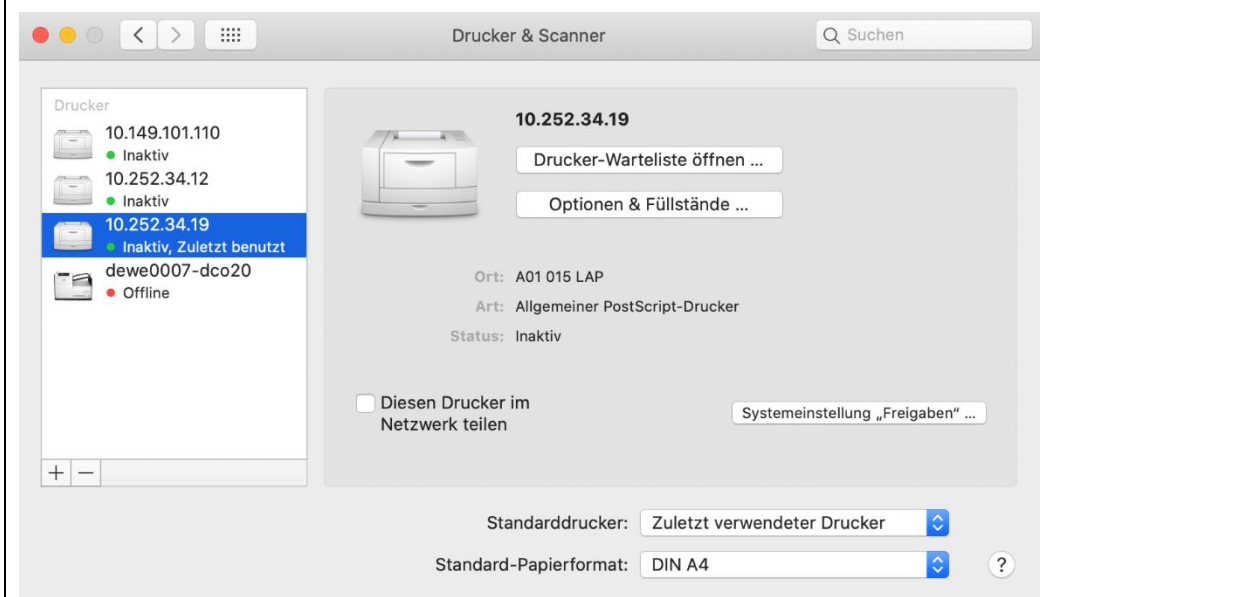 Drucker & Scanner
Suchen
Drucker
10.149.101.110
Inaktiv
10.252.34.12
Inaktiv
10.252.34.19
Inaktiv, Zuletzt benutzt
dewe0007-dco20
Offline
+ −
10.252.34.19
Drucker-Warteliste öffnen ...
Optionen & Füllstände ...
Ort: A01 015 LAP
Art: Allgemeiner PostScript-Drucker
Status: Inaktiv
Diesen Drucker im
Netzwerk teilen
Systemeinstellung „Freigaben“ ...
Standarddrucker: Zuletzt verwendeter Drucker
Standard-Papierformat: DIN A4
?